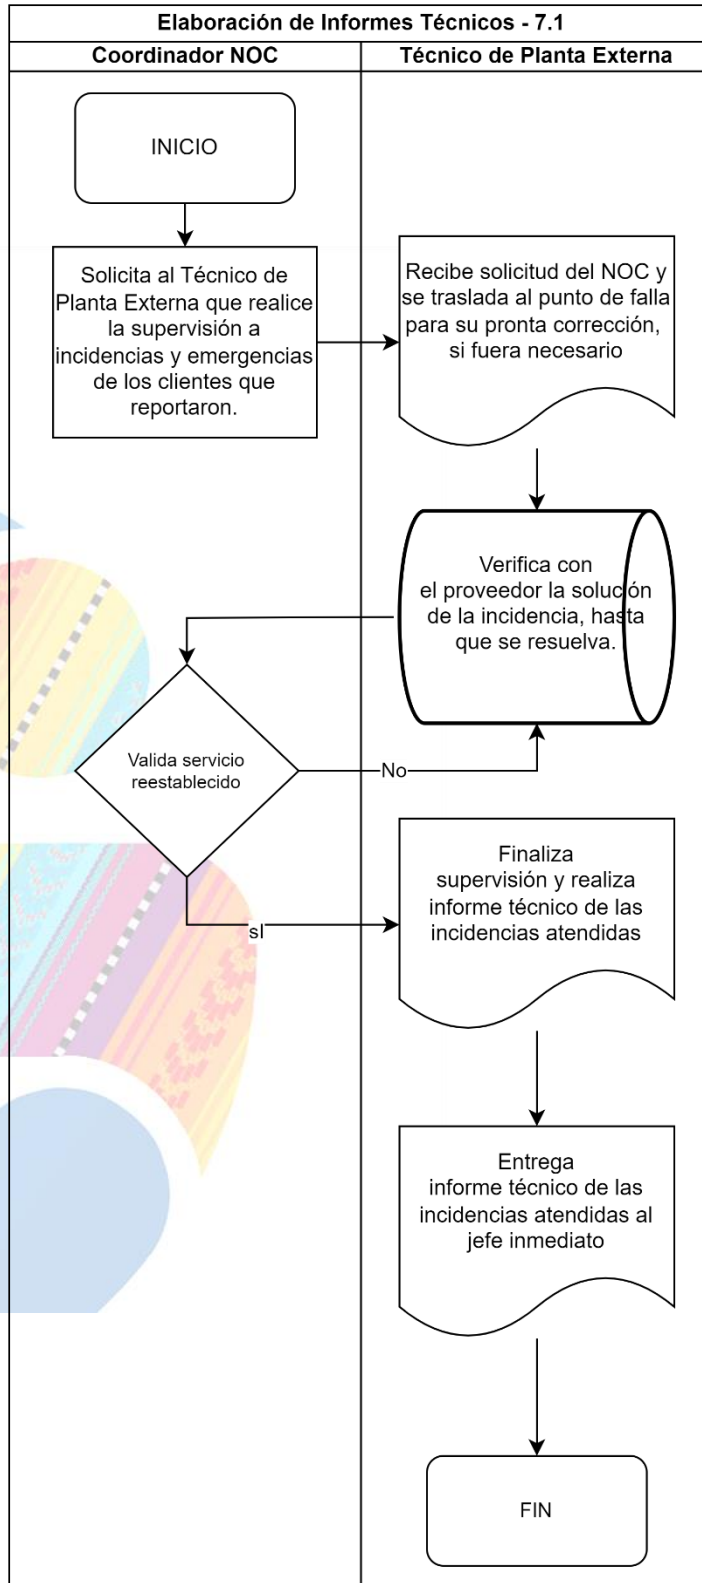 Elaboración de Informes Técnicos - 7.1
Coordinador NOC
Técnico de Planta Externa
INICIO
Solicita al Técnico de
Planta Externa que realice
la supervisión a
incidencias y emergencias
de los clientes que
reportaron.
Recibe solicitud del NOC y
se traslada al punto de falla
para su pronta corrección,
si fuera necesario
Verifica con
el proveedor la solución
de la incidencia, hasta
que se resuelva.
Valida servicio
reestablecido
No
sI
Finaliza
supervisión y realiza
informe técnico de las
incidencias atendidas
Entrega
informe técnico de las
incidencias atendidas al
jefe inmediato
FIN